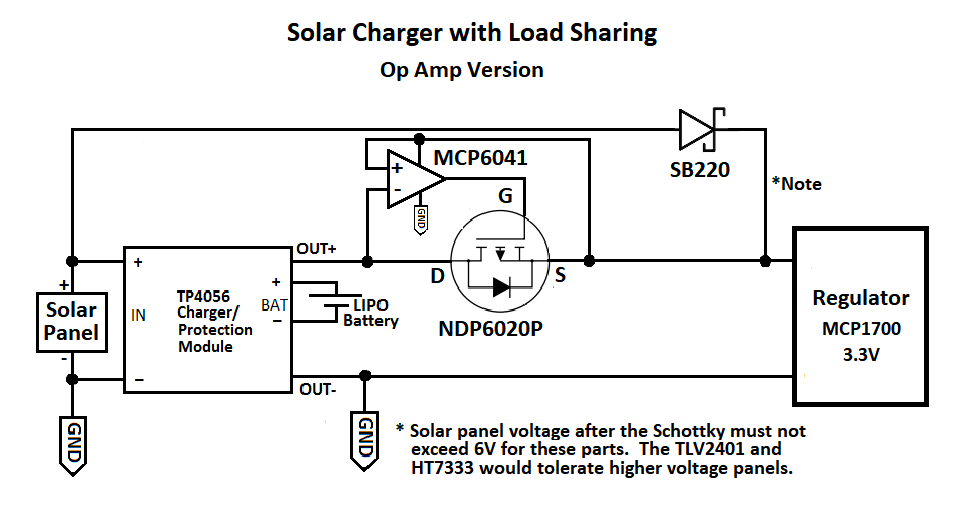 Solar Charger with Load Sharing
Op Amp Version
MCP6041
+
-
GND
G
SB220
*Note
OUT+
D
S
NDP6020P
+
Solar
Panel
-
+
IN
-
TP4056
Charger/
Protection
Module
+
BAT
-
LIPO
Battery
OUT-
Regulator
MCP1700
3.3V
GND
GND
* Solar panel voltage after the Schottky must not
exceed 6V for these parts.  The TLV2401 and
HT7333 would tolerate higher voltage panels.